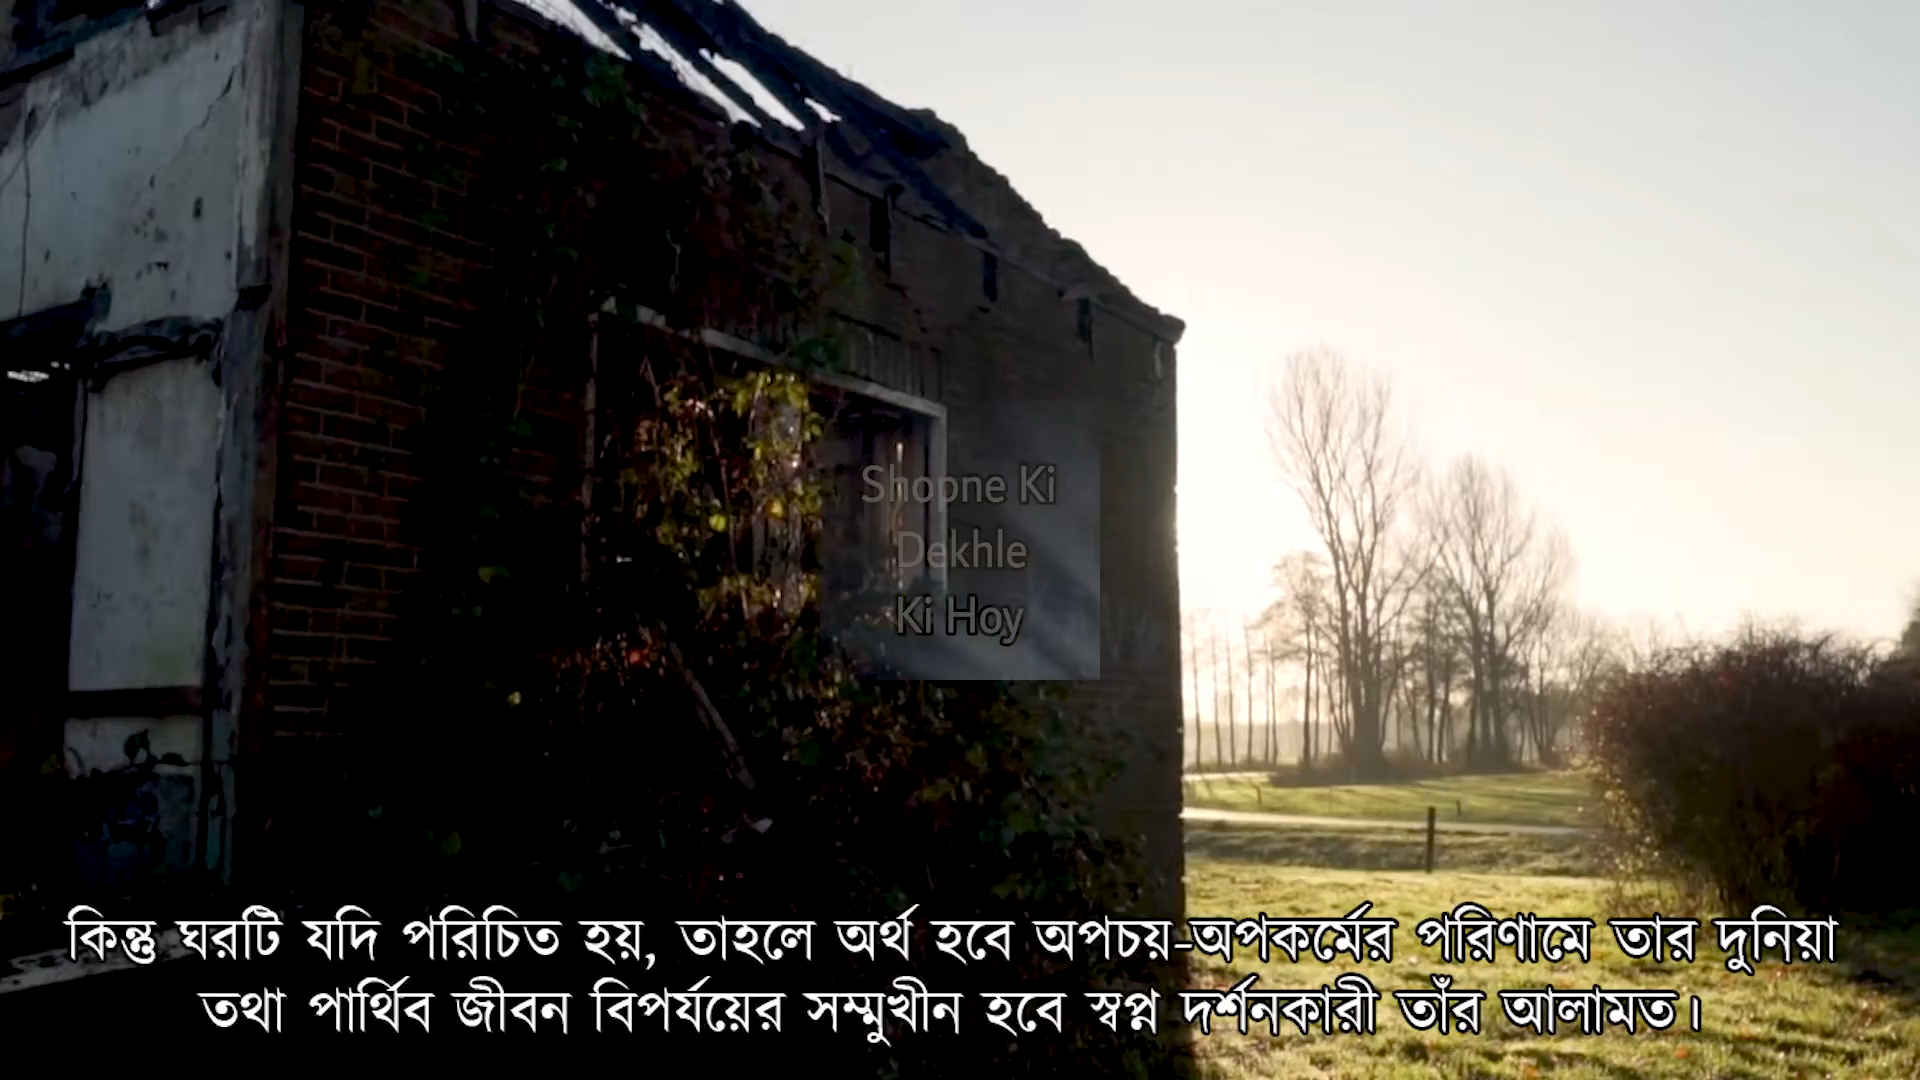 Shopne Ki
Dekhle
Ki Hoy
কিন্তু ঘরটি যদি পরিচিত হয়, তাহলে অর্থ হবে অপচয়-অপকর্মের পরিণামে তার দুনিয়া
তথা পার্থিব জীবন বিপর্যয়ের সম্মুখীন হবে স্বপ্ন দর্শনকারী তাঁর আলামত।